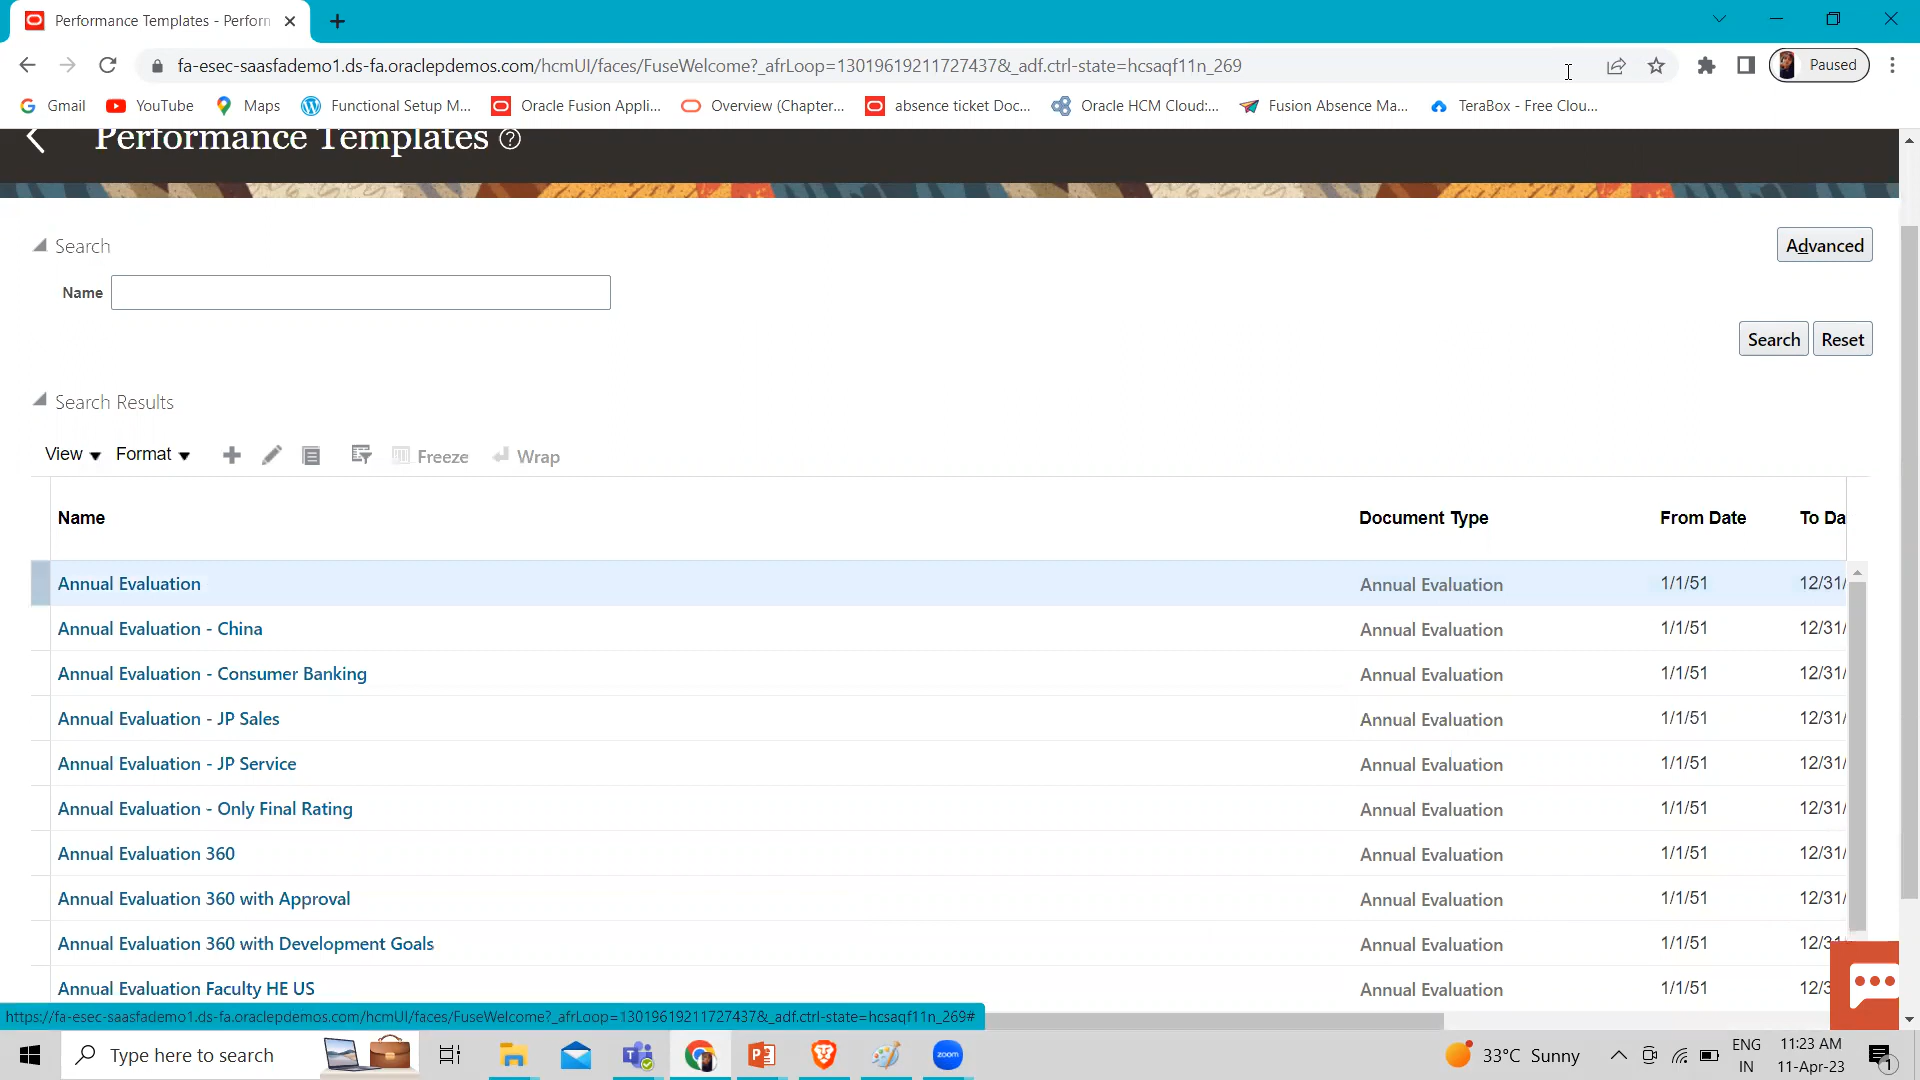 Performance Templates - Perforn
fa-esec-saasfademo1.ds-fa.oraclepdemos.com/hcmUI/faces/FuseWelcome?_afrLoop=13019619211727437&_adf.ctrl-state=hcsaqf11n_269
Paused
Gmail YouTube Maps Functional Setup M... Oracle Fusion Appli... Overview (Chapter... absence ticket Doc... Oracle HCM Cloud:... Fusion Absence Ma... TeraBox - Free Clou...
Performance Templates ?
Search
Advanced
Name
Search Reset
Search Results
View Format Freeze Wrap
Name Document Type From Date To Da
Annual Evaluation Annual Evaluation 1/1/51 12/31/
Annual Evaluation - China Annual Evaluation 1/1/51 12/31/
Annual Evaluation - Consumer Banking Annual Evaluation 1/1/51 12/31/
Annual Evaluation - JP Sales Annual Evaluation 1/1/51 12/31/
Annual Evaluation - JP Service Annual Evaluation 1/1/51 12/31/
Annual Evaluation - Only Final Rating Annual Evaluation 1/1/51 12/31/
Annual Evaluation 360 Annual Evaluation 1/1/51 12/31/
Annual Evaluation 360 with Approval Annual Evaluation 1/1/51 12/31/
Annual Evaluation 360 with Development Goals Annual Evaluation 1/1/51 12/31/
Annual Evaluation Faculty HE US Annual Evaluation 1/1/51 12/3
https://fa-esec-saasfademo1.ds-fa.oraclepdemos.com/hcmUI/faces/FuseWelcome?_afrLoop=13019619211727437&_adf.ctrl-state=hcsaqf11n_269#
Type here to search
zoom
33°C Sunny
ENG
IN
11:23 AM
11-Apr-23
1